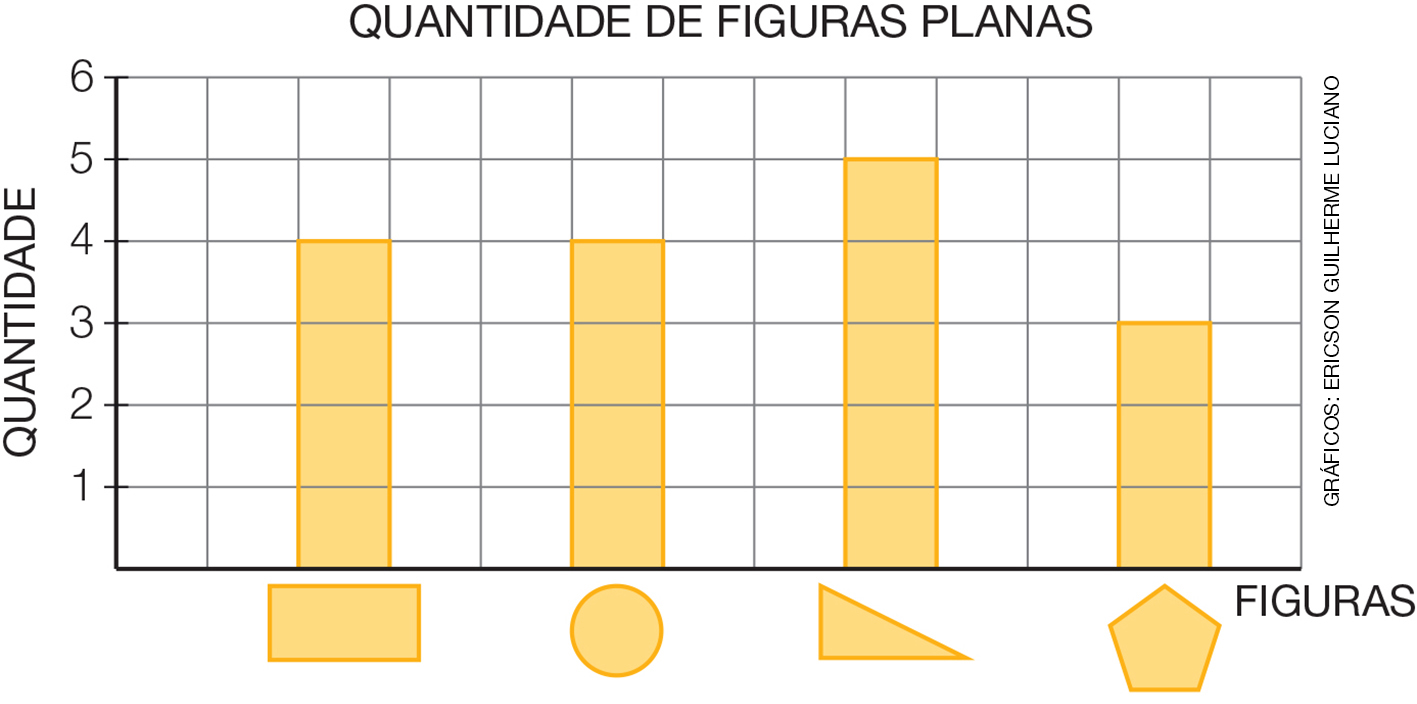 QUANTIDADE DE FIGURAS PLANAS
QUANTIDADE
6
5
4
3
2
1
FIGURAS
GRÁFICOS: ERICSON GUILHERME LUCIANO